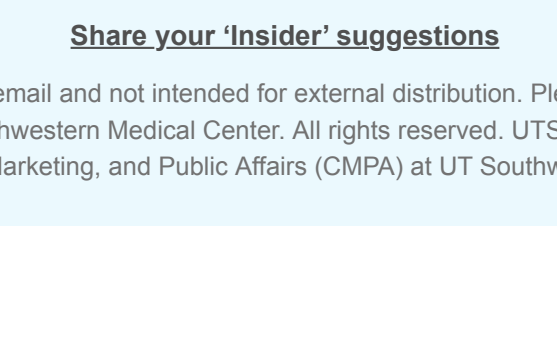 Share your ‘Insider’ suggestions
email and not intended for external distribution. Ple
hwestern Medical Center. All rights reserved. UTS
arketing, and Public Affairs (CMPA) at UT Southw